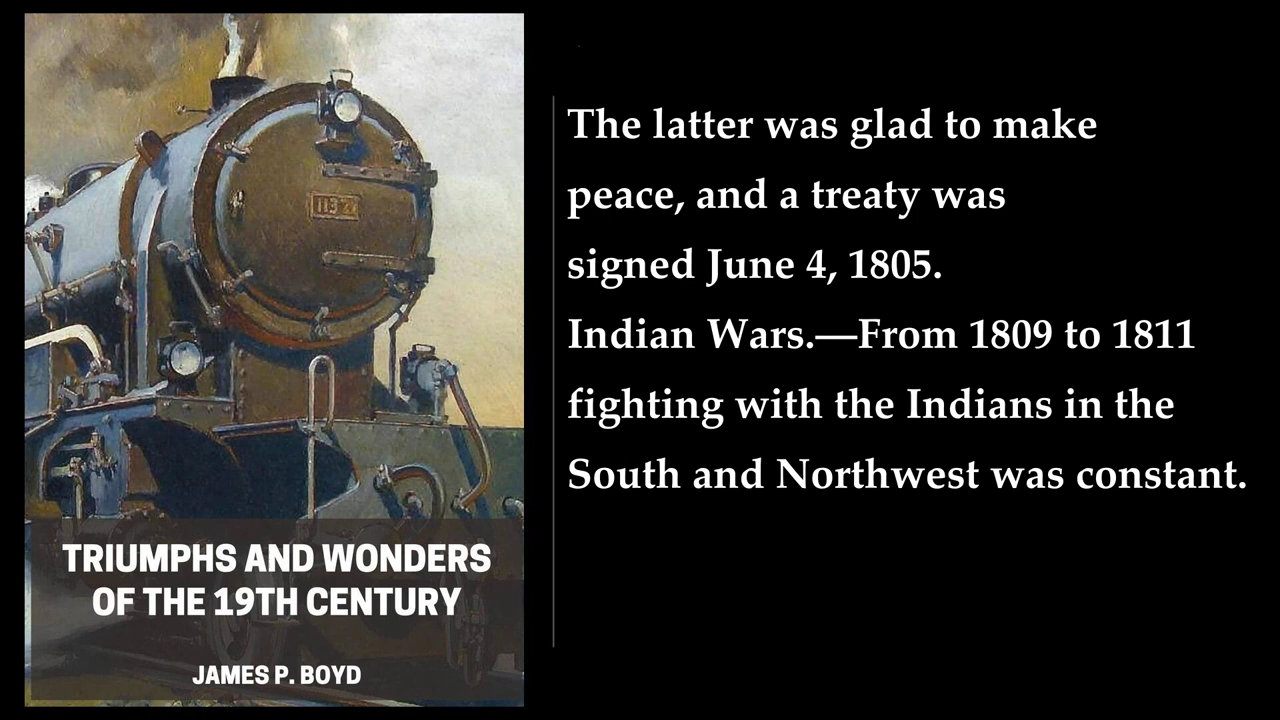 The latter was glad to make
peace, and a treaty was
signed June 4, 1805.
Indian Wars.—From 1809 to 1811
fighting with the Indians in the
South and Northwest was constant.
TRIUMPHS AND WONDERS
OF THE 19TH CENTURY
JAMES P. BOYD